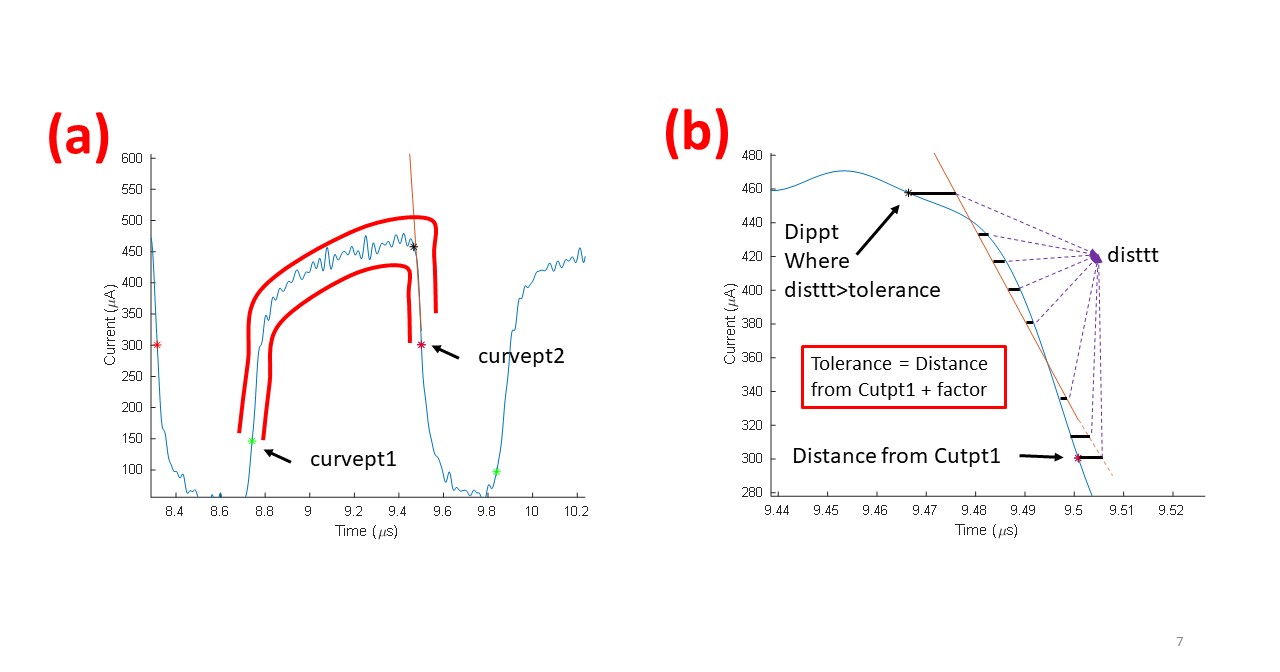 (a)
600
550
500
450
400
350
300
250
200
150
100
Current (μA)
8.4 8.6 8.8 9 9.2 9.4 9.6 9.8 10 10.2
Time (μs)
curvept1
curvept2
(b)
480
460
440
420
400
380
360
340
320
300
280
Current (μA)
9.44 9.45 9.46 9.47 9.48 9.49 9.5 9.51 9.52
Time (μs)
Dippt
Where
disttt>tolerance
disttt
Tolerance = Distance
from Cutpt1 + factor
Distance from Cutpt1
7